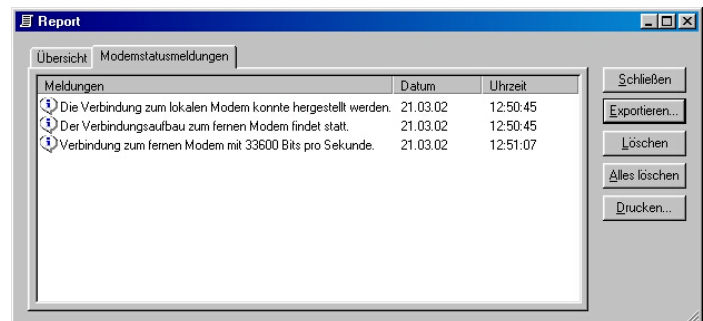 Report
Übersicht Modemstatusmeldungen
Meldungen Datum Uhrzeit
Die Verbindung zum lokalen Modem konnte hergestellt werden. 21.03.02 12:50:45
Der Verbindungsaufbau zum fernen Modem findet statt. 21.03.02 12:50:45
Verbindung zum fernen Modem mit 33600 Bits pro Sekunde. 21.03.02 12:51:07
Schließen
Exportieren...
Löschen
Alles löschen
Drucken...